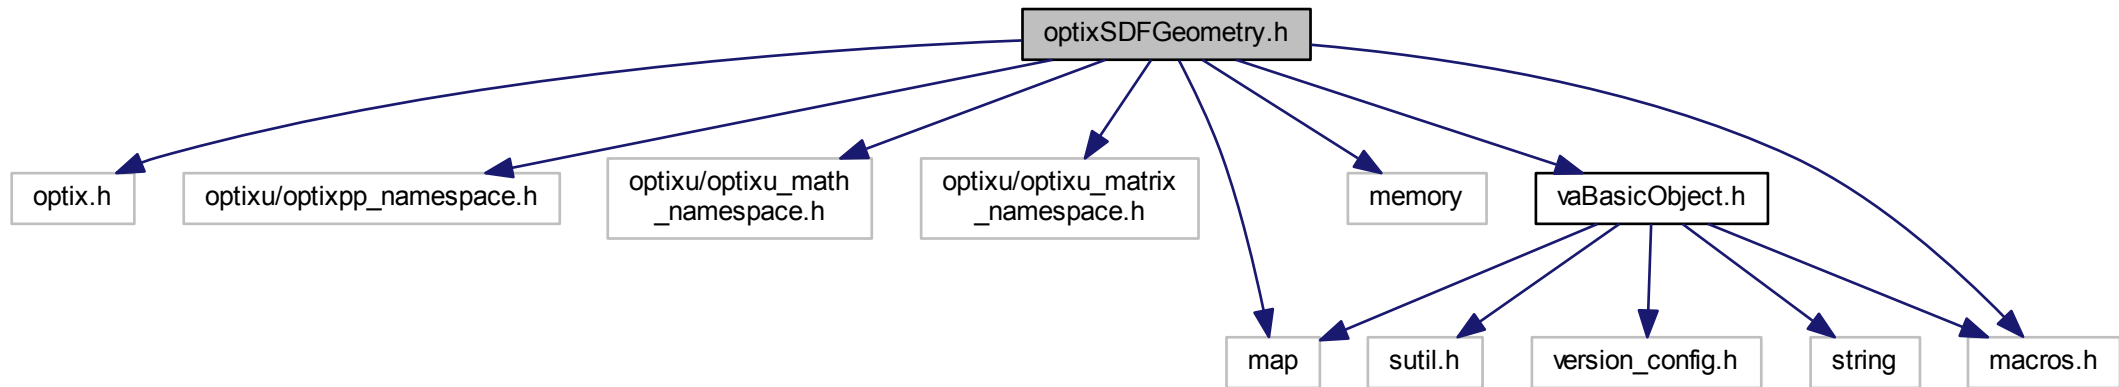 optixSDFGeometry.h
optix.h
optixu/optixpp_namespace.h
optixu/optixu_math
_namespace.h
optixu/optixu_matrix
_namespace.h
memory
vaBasicObject.h
map
sutil.h
version_config.h
string
macros.h